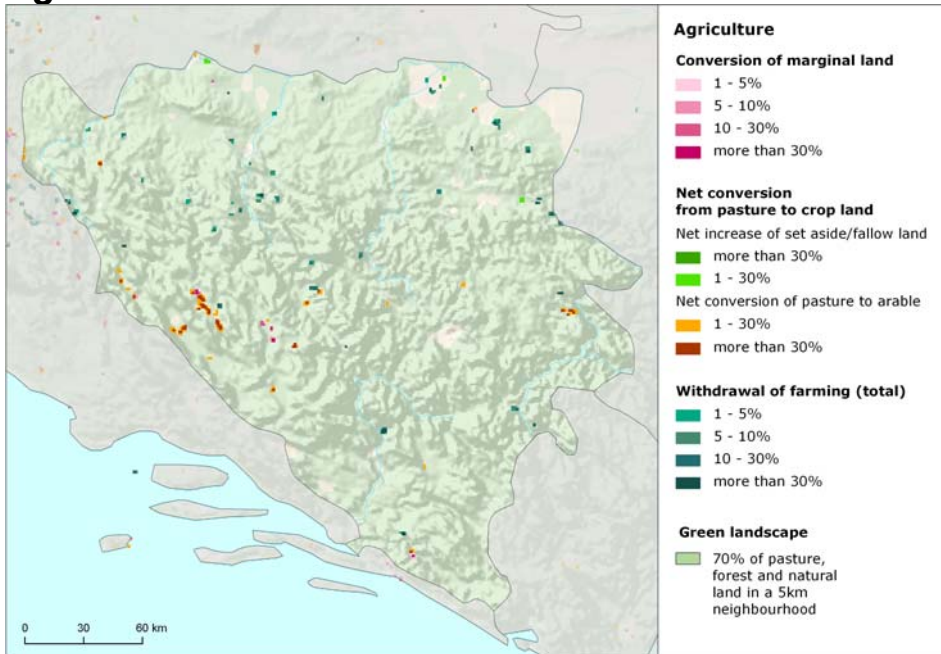 Agriculture
Conversion of marginal land
1 - 5%
5 - 10%
10 - 30%
more than 30%
Net conversion
from pasture to crop land
Net increase of set aside/fallow land
more than 30%
1 - 30%
Net conversion of pasture to arable
1 - 30%
more than 30%
Withdrawal of farming (total)
1 - 5%
5 - 10%
10 - 30%
more than 30%
Green landscape
70% of pasture,
forest and natural
land in a 5km
neighbourhood
0 30 60 km